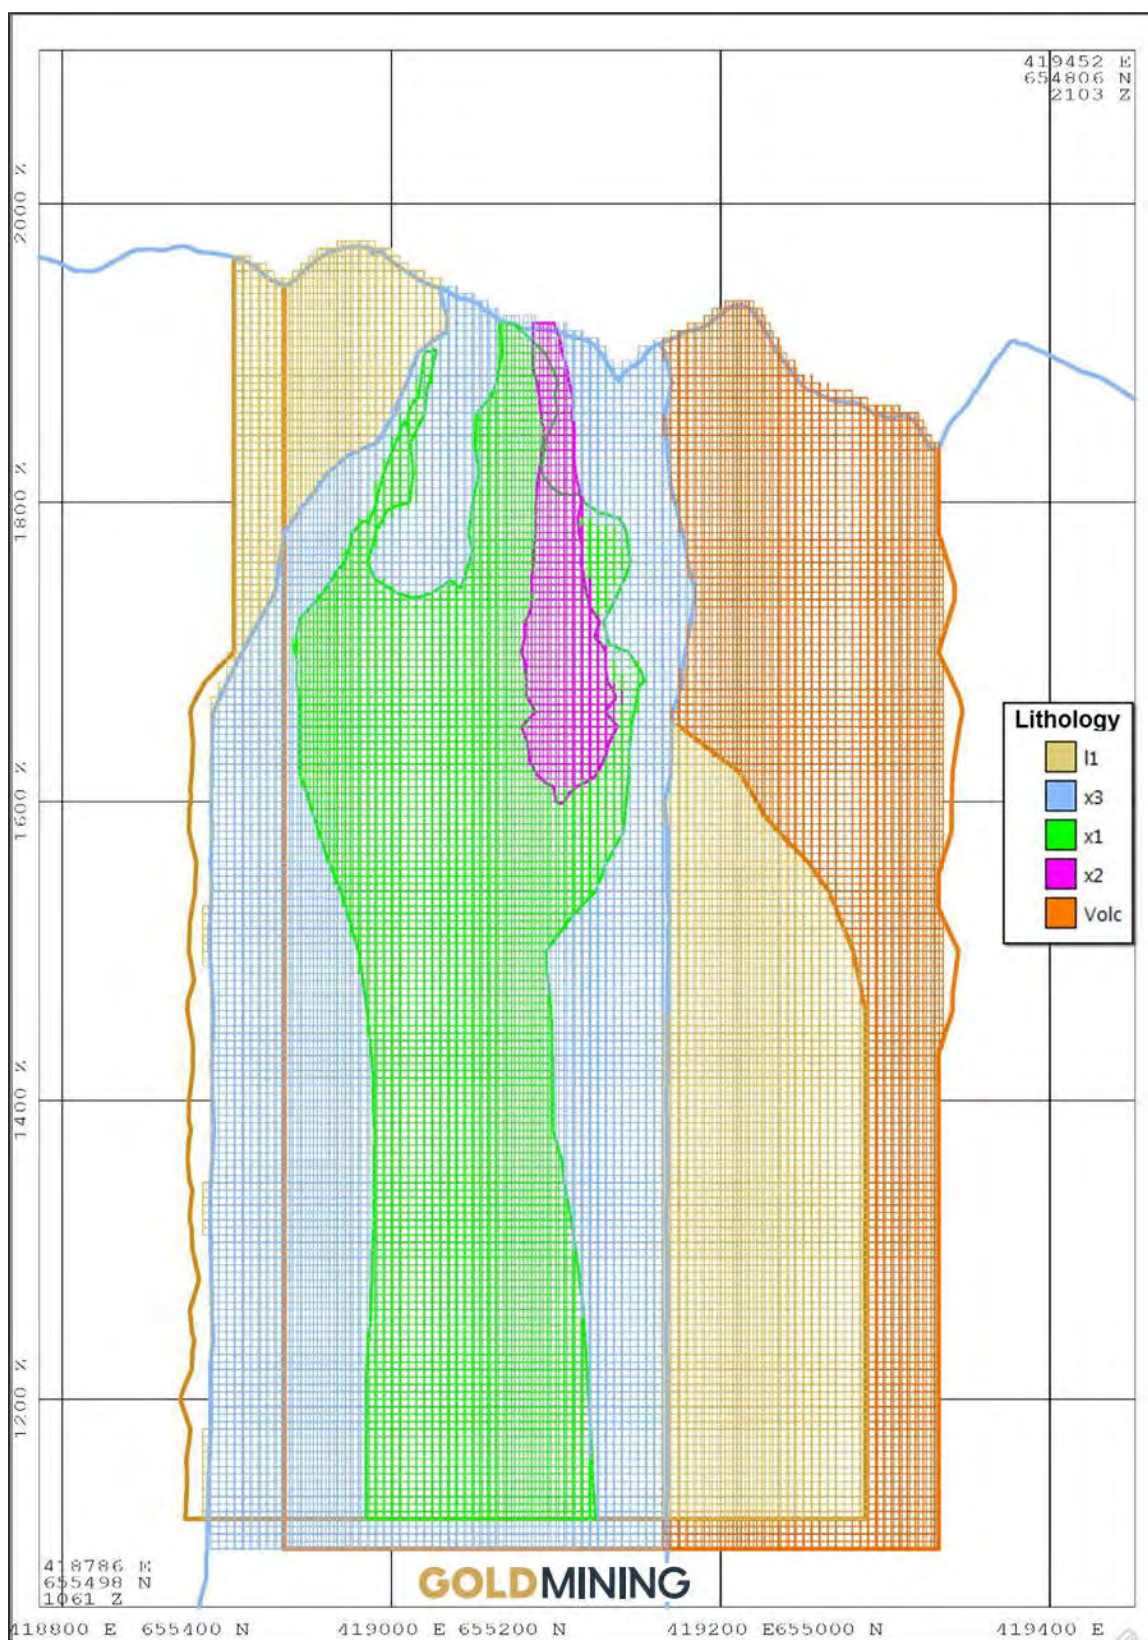 419452 E
654806 N
2103 Z
2000 Z
1800 Z
Lithology
l1
x3
x1
x2
Volc
1600 Z
1400 Z
1200 Z
418786 E
655498 N
1061 Z
GOLDMINING
418800 E 655400 N 419000 E 655200 N 419200 E655000 N 419400 E